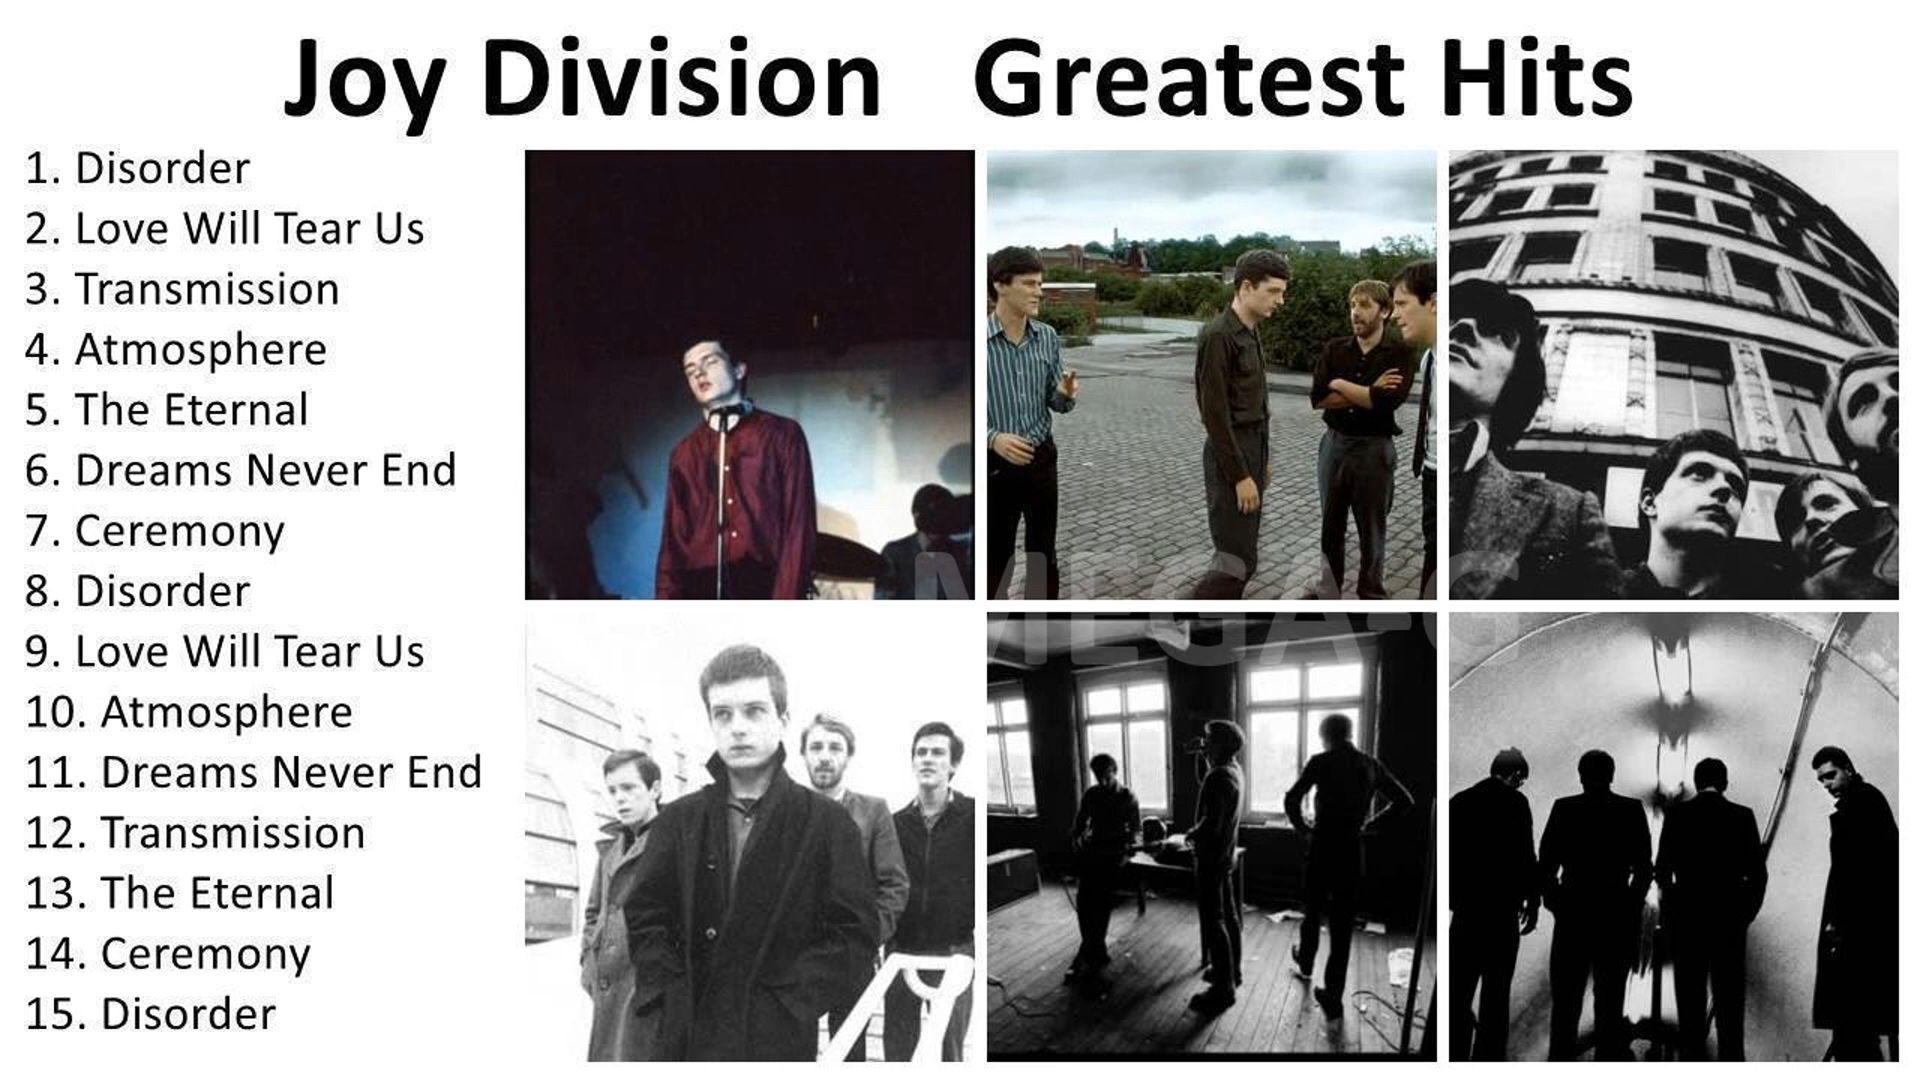 Joy Division Greatest Hits
1. Disorder
2. Love Will Tear Us
3. Transmission
4. Atmosphere
5. The Eternal
6. Dreams Never End
7. Ceremony
8. Disorder
9. Love Will Tear Us
10. Atmosphere
11. Dreams Never End
12. Transmission
13. The Eternal
14. Ceremony
15. Disorder
MEGA-G